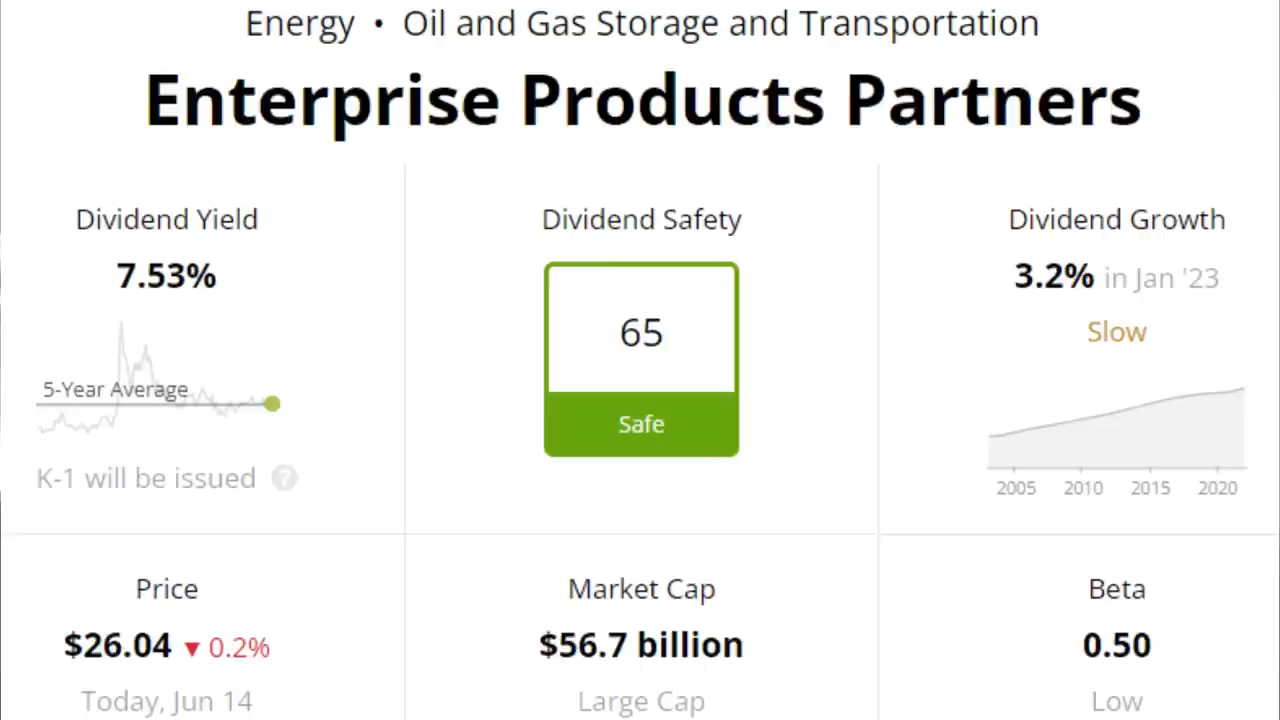 Energy • Oil and Gas Storage and Transportation
Enterprise Products Partners
Dividend Yield
7.53%
5-Year Average
K-1 will be issued ?
Dividend Safety
65
Safe
Dividend Growth
3.2% in Jan '23
Slow
2005 2010 2015 2020
Price
$26.04 ▼ 0.2%
Today, Jun 14
Market Cap
$56.7 billion
Large Cap
Beta
0.50
Low